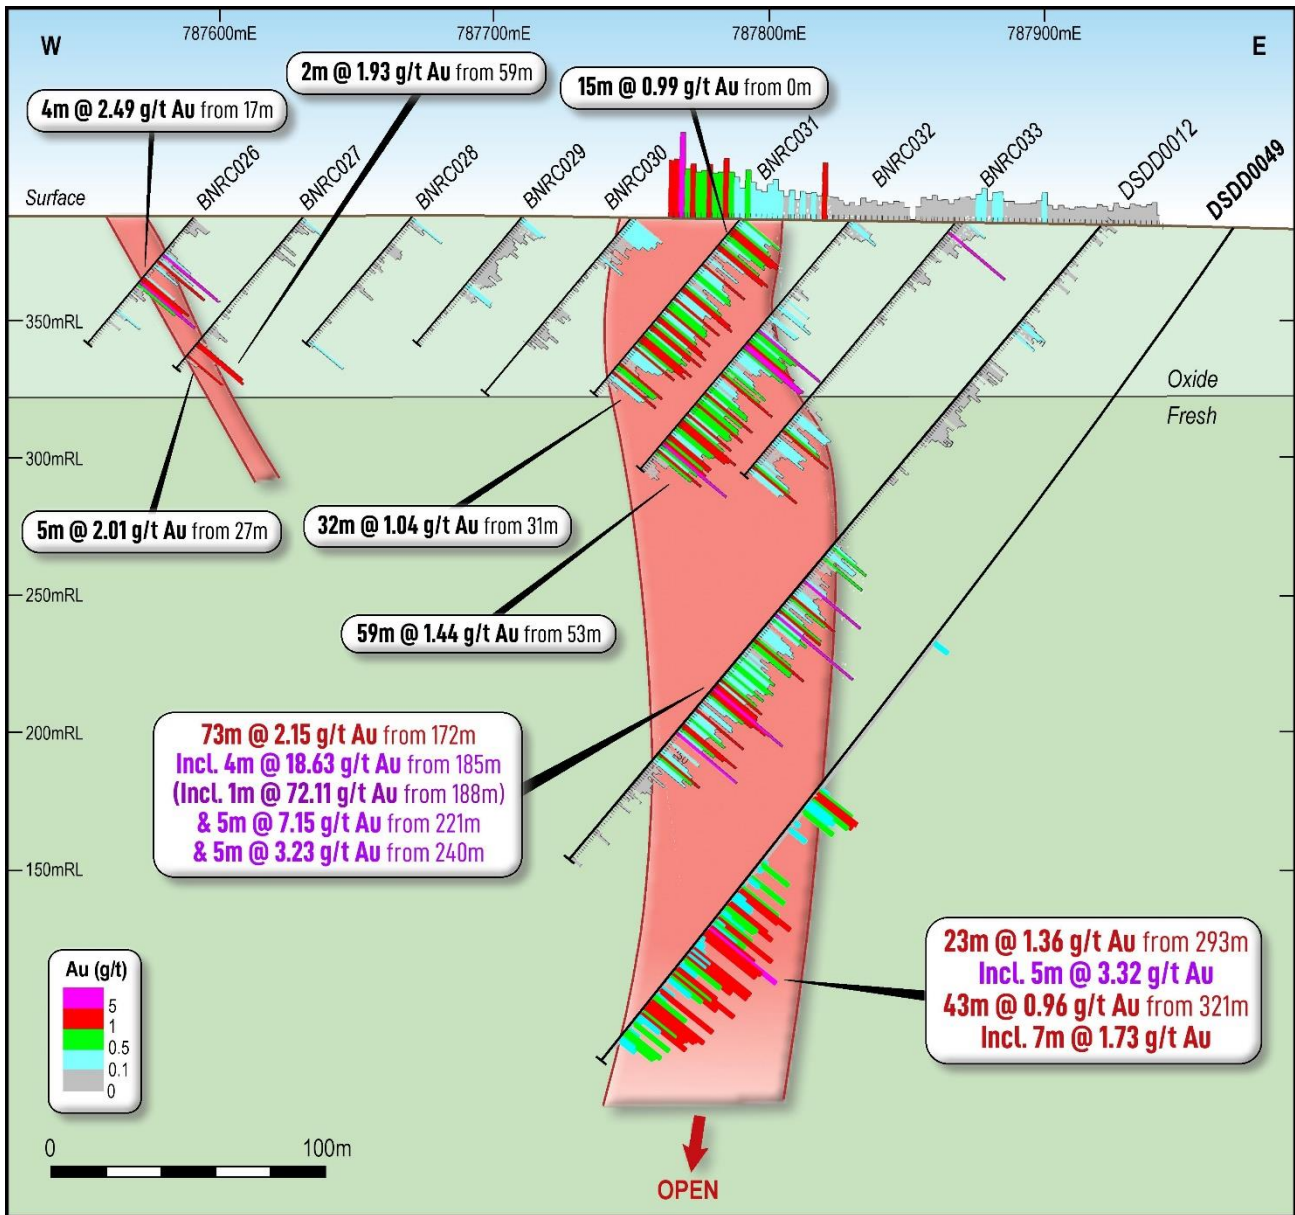 787600mE
787700mE
787800mE
787900mE
W
E
2m @ 1.93 g/t Au from 59m
15m @ 0.99 g/t Au from 0m
4m @ 2.49 g/t Au from 17m
Surface
BNRC026
BNRC027
BNRC028
BNRC029
BNRC030
BNRC031
BNRC032
BNRC033
DSDD0012
DSDD0049
350mRL
Oxide
Fresh
300mRL
5m @ 2.01 g/t Au from 27m
32m @ 1.04 g/t Au from 31m
250mRL
59m @ 1.44 g/t Au from 53m
200mRL
73m @ 2.15 g/t Au from 172m
Incl. 4m @ 18.63 g/t Au from 185m
(Incl. 1m @ 72.11 g/t Au from 188m)
& 5m @ 7.15 g/t Au from 221m
& 5m @ 3.23 g/t Au from 240m
150mRL
23m @ 1.36 g/t Au from 293m
Incl. 5m @ 3.32 g/t Au
43m @ 0.96 g/t Au from 321m
Incl. 7m @ 1.73 g/t Au
Au (g/t)
5
1
0.5
0.1
0
0 100m
OPEN